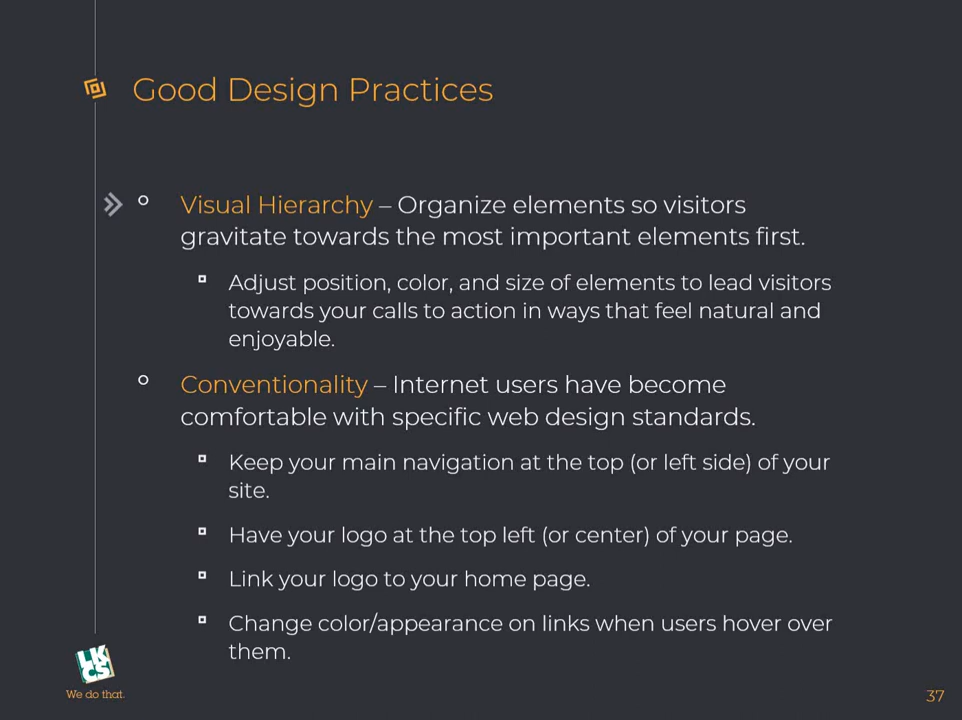 Good Design Practices
Visual Hierarchy – Organize elements so visitors
gravitate towards the most important elements first.
Adjust position, color, and size of elements to lead visitors
towards your calls to action in ways that feel natural and
enjoyable.
Conventionality – Internet users have become
comfortable with specific web design standards.
Keep your main navigation at the top (or left side) of your
site.
Have your logo at the top left (or center) of your page.
Link your logo to your home page.
Change color/appearance on links when users hover over
them.
LK
CS
We do that.
37